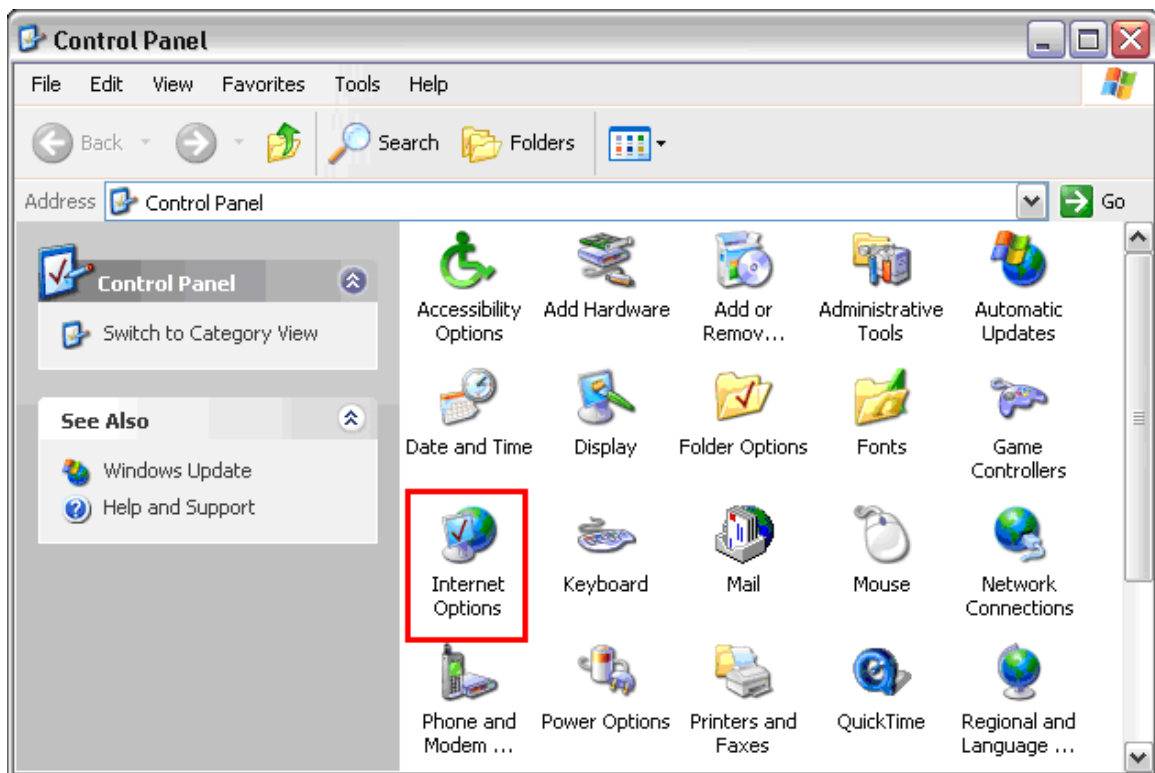 Control Panel
File Edit View Favorites Tools Help
Back Search Folders
Address Control Panel Go
Control Panel
Switch to Category View
See Also
Windows Update
Help and Support
Accessibility Options
Add Hardware
Add or Remov...
Administrative Tools
Automatic Updates
Date and Time
Display
Folder Options
Fonts
Game Controllers
Internet Options
Keyboard
Mail
Mouse
Network Connections
Phone and Modem ...
Power Options
Printers and Faxes
QuickTime
Regional and Language ...